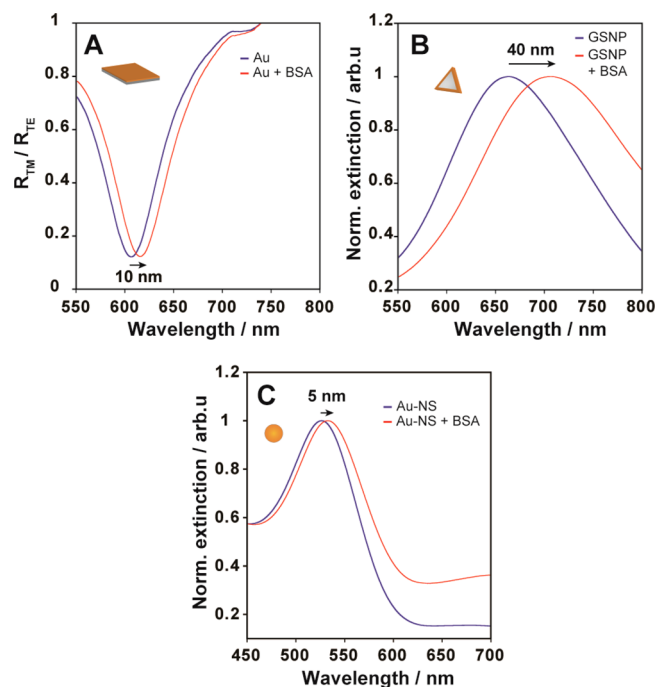 A
Au
Au + BSA
R_TM / R_TE
1
0.8
0.6
0.4
0.2
0
10 nm
550 600 650 700 750 800
Wavelength / nm
B
40 nm
GSNP
GSNP
+ BSA
Norm. extinction / arb.u
1.2
1
0.8
0.6
0.4
0.2
550 600 650 700 750 800
Wavelength / nm
C
5 nm
Au-NS
Au-NS + BSA
Norm. extinction / arb.u
1.2
1
0.8
0.6
0.4
0.2
0
450 500 550 600 650 700
Wavelength / nm